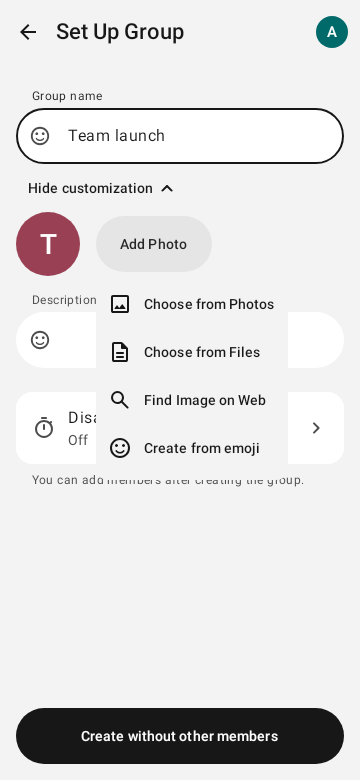 Set Up Group
A
Group name
Team launch
Hide customization
T
Add Photo
Description
Choose from Photos
Choose from Files
Find Image on Web
Off
Create from emoji
You can add members after creating the group.
Create without other members